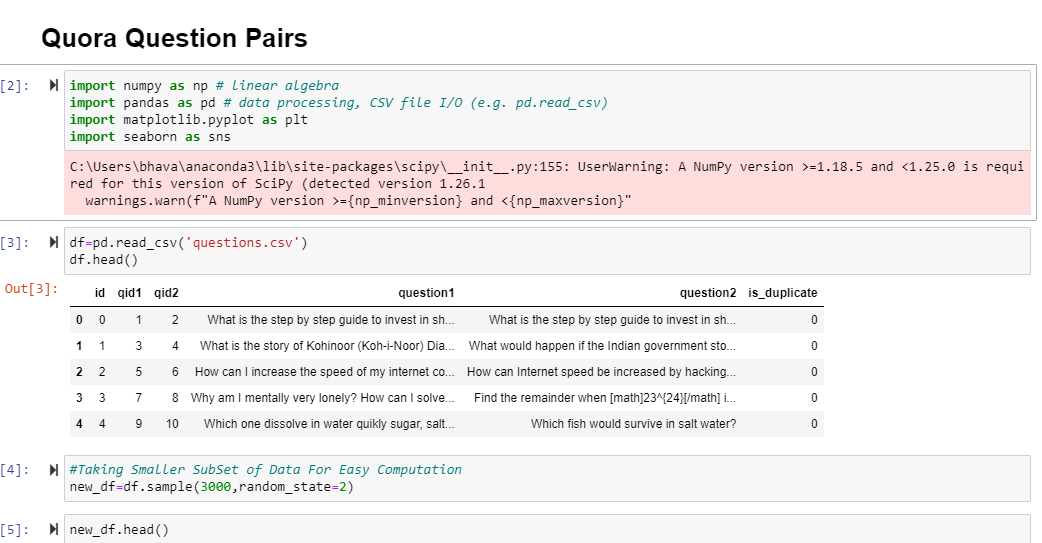 Quora Question Pairs
[2]:
import numpy as np # linear algebra
import pandas as pd # data processing, CSV file I/O (e.g. pd.read_csv)
import matplotlib.pyplot as plt
import seaborn as sns
C:\Users\bhava\anaconda3\lib\site-packages\scipy\__init__.py:155: UserWarning: A NumPy version >=1.18.5 and <1.25.0 is requi
red for this version of SciPy (detected version 1.26.1
  warnings.warn(f"A NumPy version >={np_minversion} and <{np_maxversion}"
[3]:
df=pd.read_csv('questions.csv')
df.head()
Out[3]:
id qid1 qid2 question1 question2 is_duplicate
0 0 1 2 What is the step by step guide to invest in sh... What is the step by step guide to invest in sh... 0
1 1 3 4 What is the story of Kohinoor (Koh-i-Noor) Dia... What would happen if the Indian government sto... 0
2 2 5 6 How can I increase the speed of my internet co... How can Internet speed be increased by hacking... 0
3 3 7 8 Why am I mentally very lonely? How can I solve... Find the remainder when [math]23^{24}[/math] i... 0
4 4 9 10 Which one dissolve in water quikly sugar, salt... Which fish would survive in salt water? 0
[4]:
#Taking Smaller SubSet of Data For Easy Computation
new_df=df.sample(3000,random_state=2)
[5]:
new_df.head()